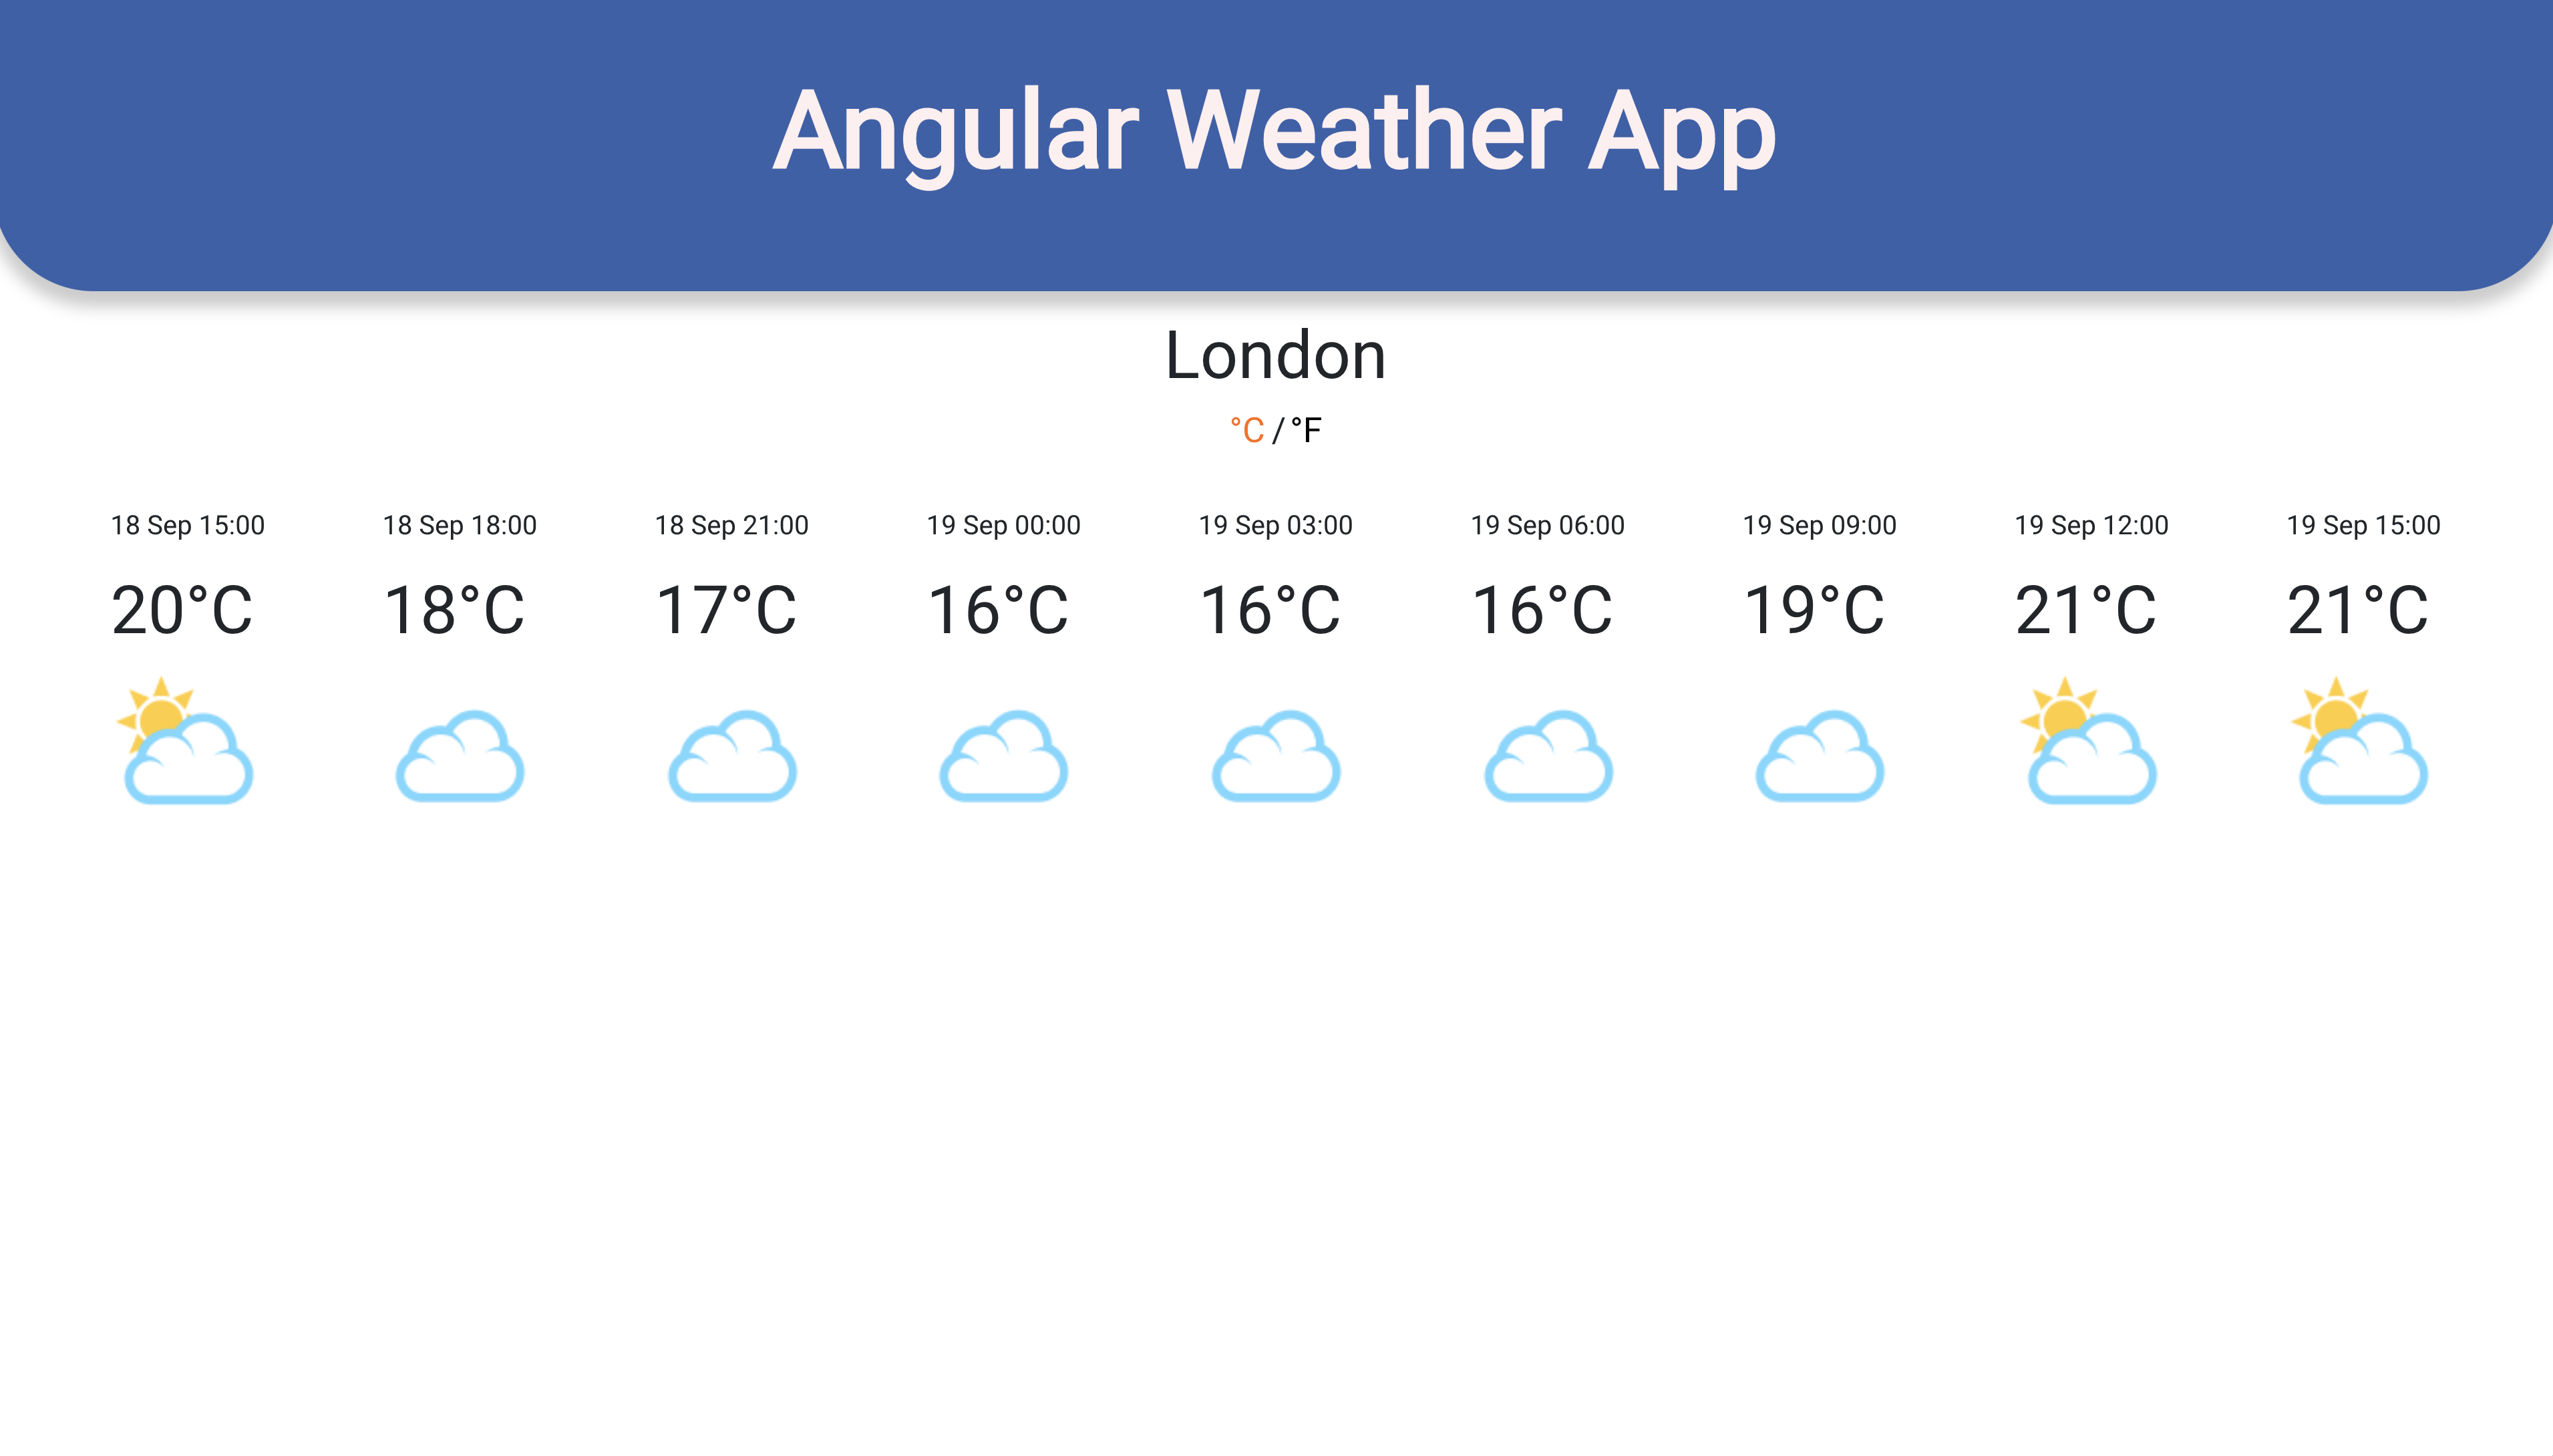 Angular Weather App
London
°C / °F
18 Sep 15:00 18 Sep 18:00 18 Sep 21:00 19 Sep 00:00 19 Sep 03:00 19 Sep 06:00 19 Sep 09:00 19 Sep 12:00 19 Sep 15:00
20°C 18°C 17°C 16°C 16°C 16°C 19°C 21°C 21°C